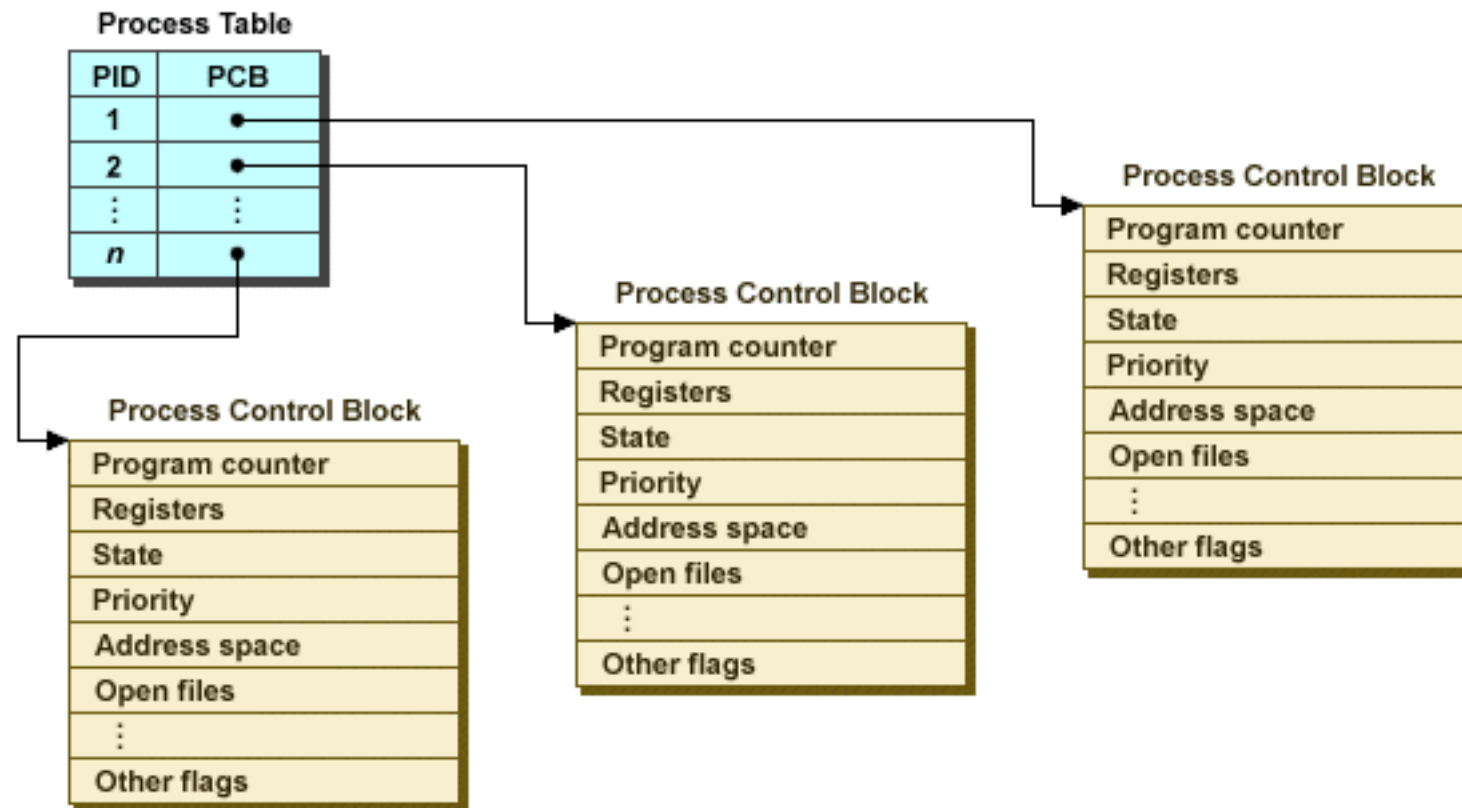 Process Table
PID PCB
1
2
⋮ ⋮
n
Process Control Block
Program counter
Registers
State
Priority
Address space
Open files
⋮
Other flags
Process Control Block
Program counter
Registers
State
Priority
Address space
Open files
⋮
Other flags
Process Control Block
Program counter
Registers
State
Priority
Address space
Open files
⋮
Other flags